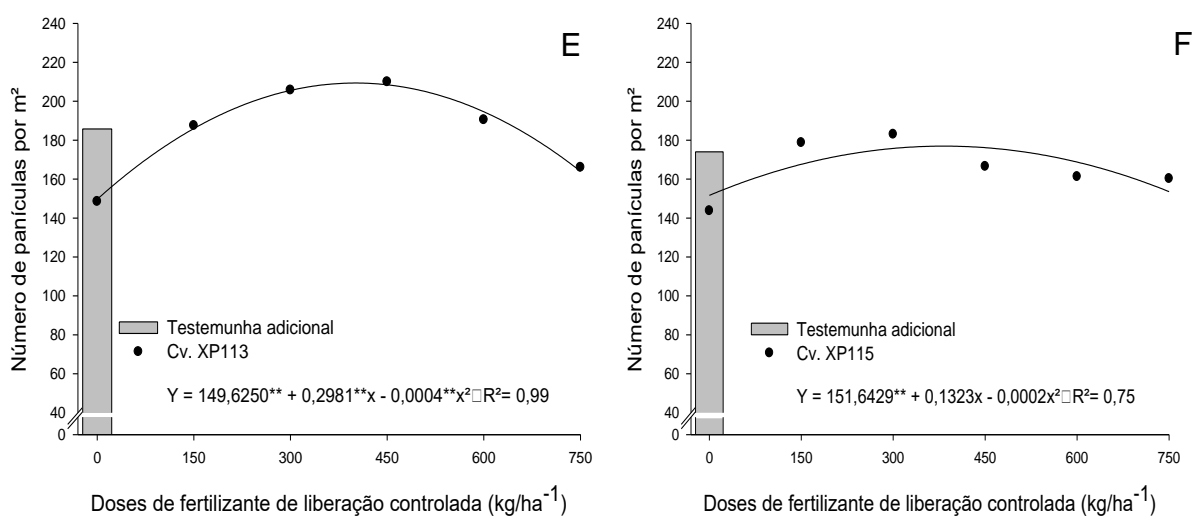 E
Número de panículas por m²
240
220
200
180
160
140
120
100
80
60
40
0
Testemunha adicional
Cv. XP113
Y = 149,6250** + 0,2981**x - 0,0004**x²□R²= 0,99
0 150 300 450 600 750
Doses de fertilizante de liberação controlada (kg/ha⁻¹)
F
Número de panículas por m²
240
220
200
180
160
140
120
100
80
60
40
0
Testemunha adicional
Cv. XP115
Y = 151,6429** + 0,1323x - 0,0002x²□R²= 0,75
0 150 300 450 600 750
Doses de fertilizante de liberação controlada (kg/ha⁻¹)